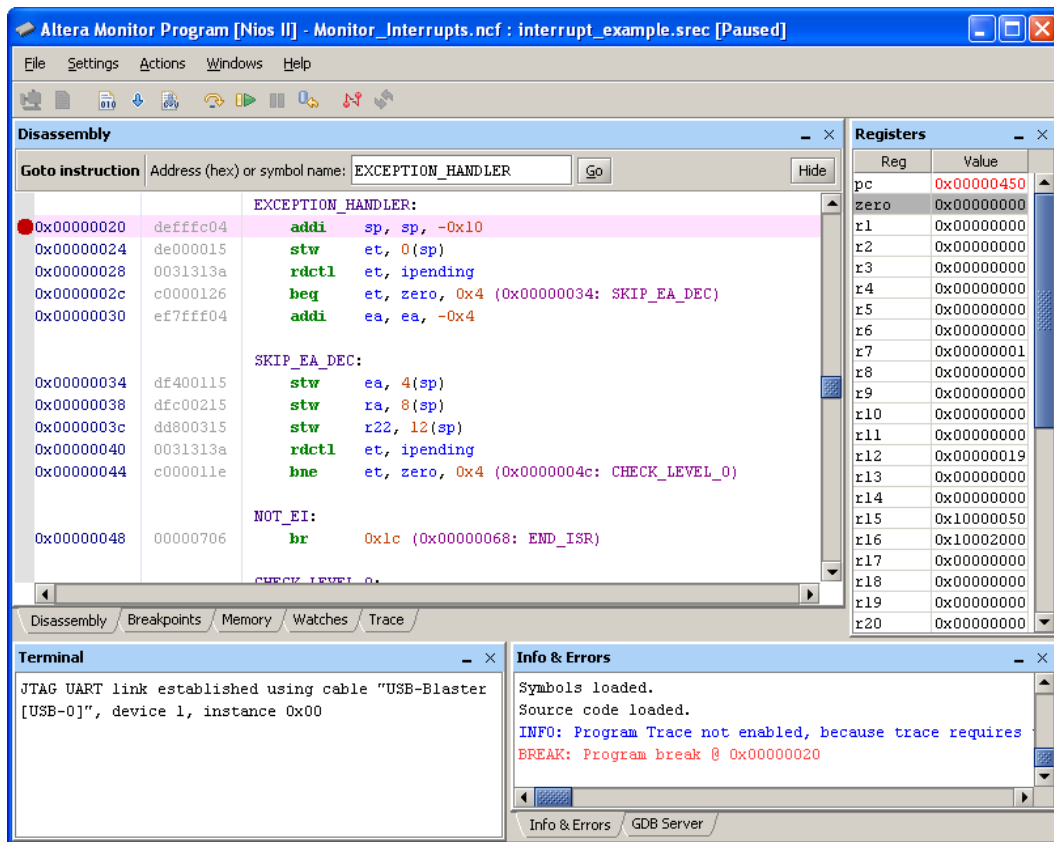 Altera Monitor Program [Nios II] - Monitor_Interrupts.ncf : interrupt_example.srec [Paused]
File Settings Actions Windows Help
Disassembly
Goto instruction Address (hex) or symbol name: EXCEPTION_HANDLER Go Hide
EXCEPTION_HANDLER:
0x00000020 defffc04 addi sp, sp, -0x10
0x00000024 de000015 stw et, 0(sp)
0x00000028 0031313a rdctl et, ipending
0x0000002c c0000126 beq et, zero, 0x4 (0x00000034: SKIP_EA_DEC)
0x00000030 ef7fff04 addi ea, ea, -0x4
SKIP_EA_DEC:
0x00000034 df400115 stw ea, 4(sp)
0x00000038 dfc00215 stw ra, 8(sp)
0x0000003c dd800315 stw r22, 12(sp)
0x00000040 0031313a rdctl et, ipending
0x00000044 c000011e bne et, zero, 0x4 (0x0000004c: CHECK_LEVEL_0)
NOT_EI:
0x00000048 00000706 br 0x1c (0x00000068: END_ISR)
CHECK_LEVEL_0:
Disassembly Breakpoints Memory Watches Trace
Registers
Reg Value
pc 0x00000450
zero 0x00000000
r1 0x00000000
r2 0x00000000
r3 0x00000000
r4 0x00000000
r5 0x00000000
r6 0x00000000
r7 0x00000001
r8 0x00000000
r9 0x00000000
r10 0x00000000
r11 0x00000000
r12 0x00000019
r13 0x00000000
r14 0x00000000
r15 0x10000050
r16 0x10002000
r17 0x00000000
r18 0x00000000
r19 0x00000000
r20 0x00000000
Terminal
JTAG UART link established using cable "USB-Blaster
[USB-0]", device 1, instance 0x00
Info & Errors
Symbols loaded.
Source code loaded.
INFO: Program Trace not enabled, because trace requires
BREAK: Program break @ 0x00000020
Info & Errors GDB Server